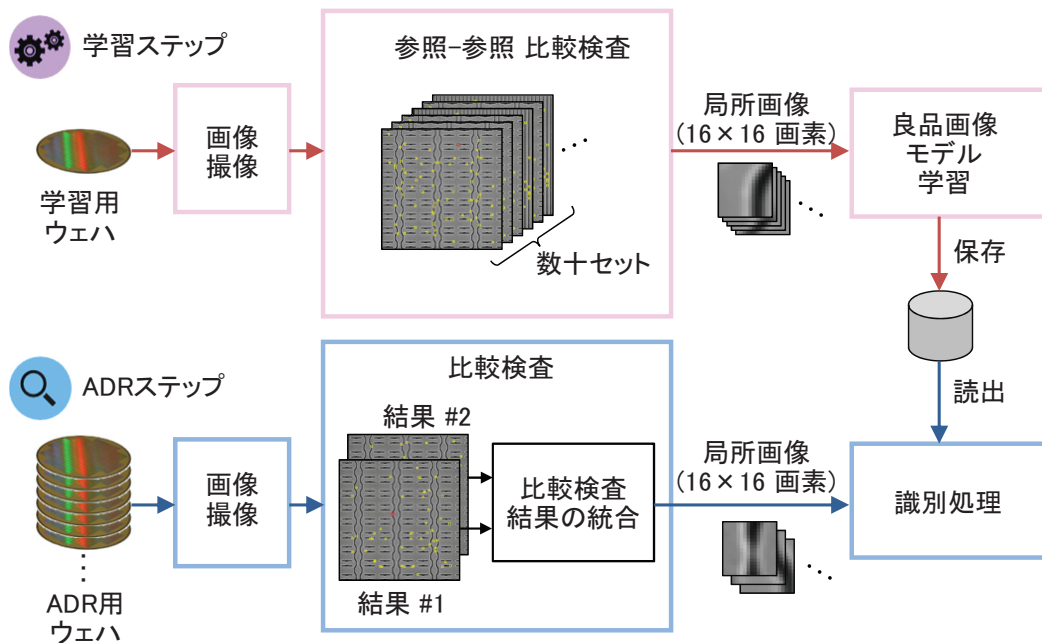 学習ステップ
学習用
ウェハ
画像
撮像
参照-参照 比較検査
・・・
数十セット
局所画像
(16×16 画素)
・・・
良品画像
モデル
学習
保存
ADRステップ
・・・
ADR用
ウェハ
画像
撮像
比較検査
結果 #2
結果 #1
比較検査
結果の統合
局所画像
(16×16 画素)
・・・
読出
識別処理